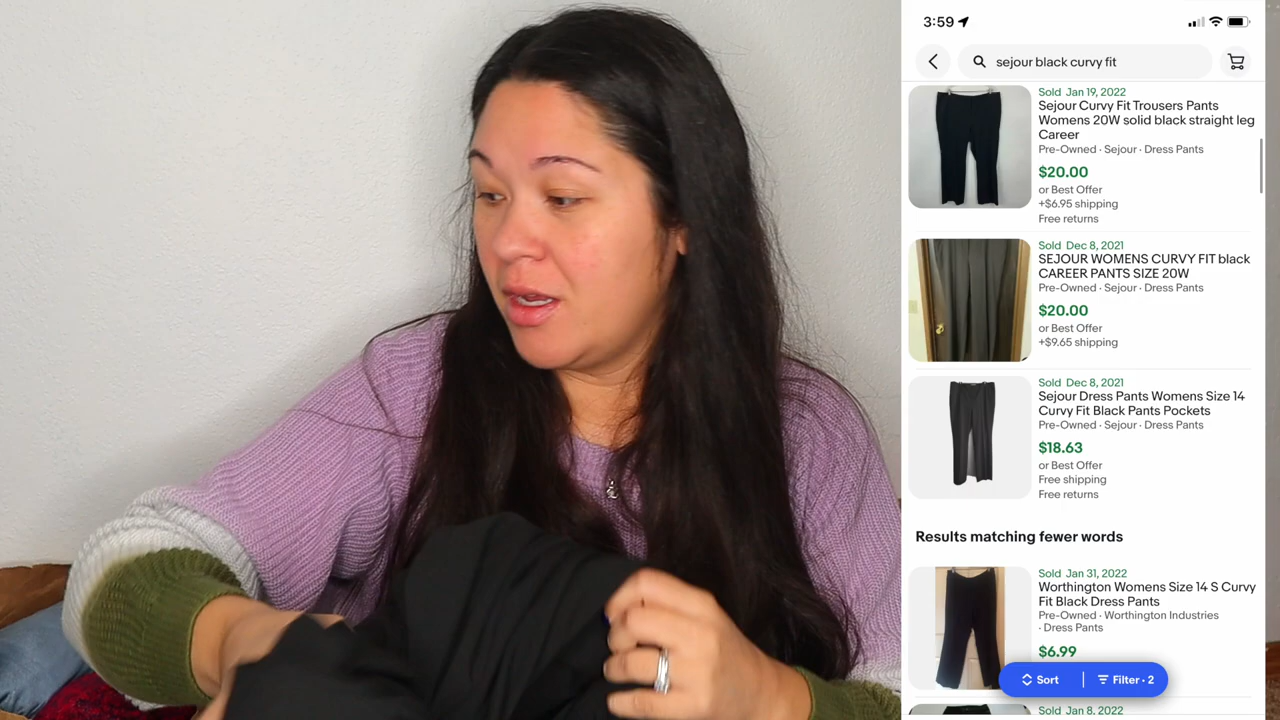 3:59
sejour black curvy fit
Sold Jan 19, 2022
Sejour Curvy Fit Trousers Pants
Womens 20W solid black straight leg
Career
Pre-Owned · Sejour · Dress Pants
$20.00
or Best Offer
+$6.95 shipping
Free returns
Sold Dec 8, 2021
SEJOUR WOMENS CURVY FIT black
CAREER PANTS SIZE 20W
Pre-Owned · Sejour · Dress Pants
$20.00
or Best Offer
+$9.65 shipping
Sold Dec 8, 2021
Sejour Dress Pants Womens Size 14
Curvy Fit Black Pants Pockets
Pre-Owned · Sejour · Dress Pants
$18.63
or Best Offer
Free shipping
Free returns
Results matching fewer words
Sold Jan 31, 2022
Worthington Womens Size 14 S Curvy
Fit Black Dress Pants
Pre-Owned · Worthington Industries
· Dress Pants
$6.99
Sort
Filter · 2
Sold Jan 8, 2022